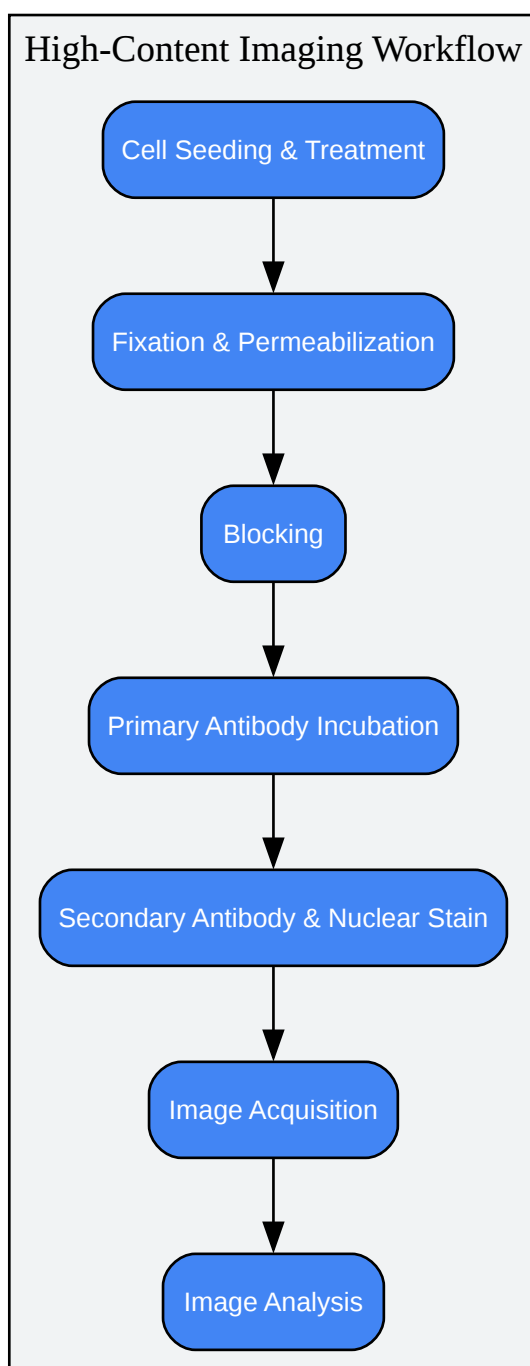 High-Content Imaging Workflow
Cell Seeding & Treatment
Fixation & Permeabilization
Blocking
Primary Antibody Incubation
Secondary Antibody & Nuclear Stain
Image Acquisition
Image Analysis